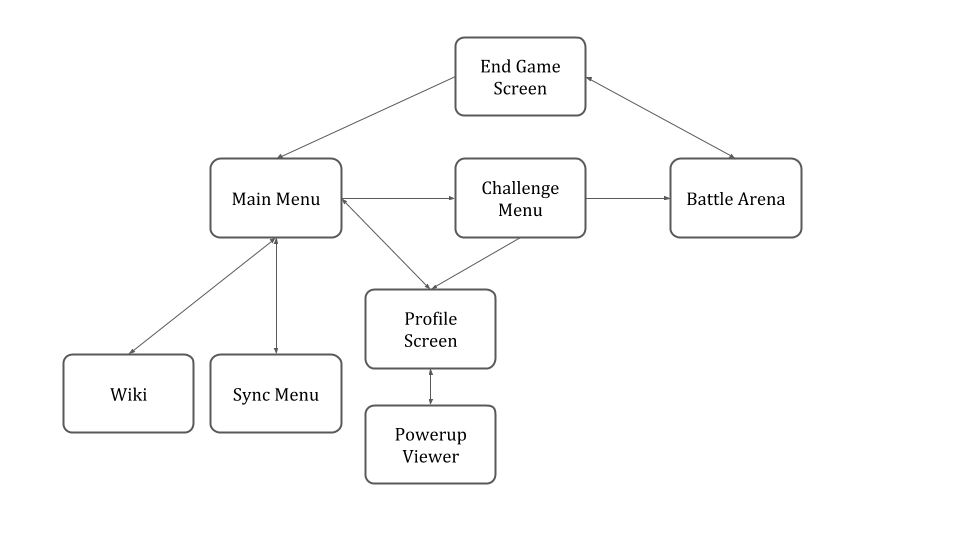 End Game
Screen
Main Menu
Challenge
Menu
Battle Arena
Profile
Screen
Wiki
Sync Menu
Powerup
Viewer